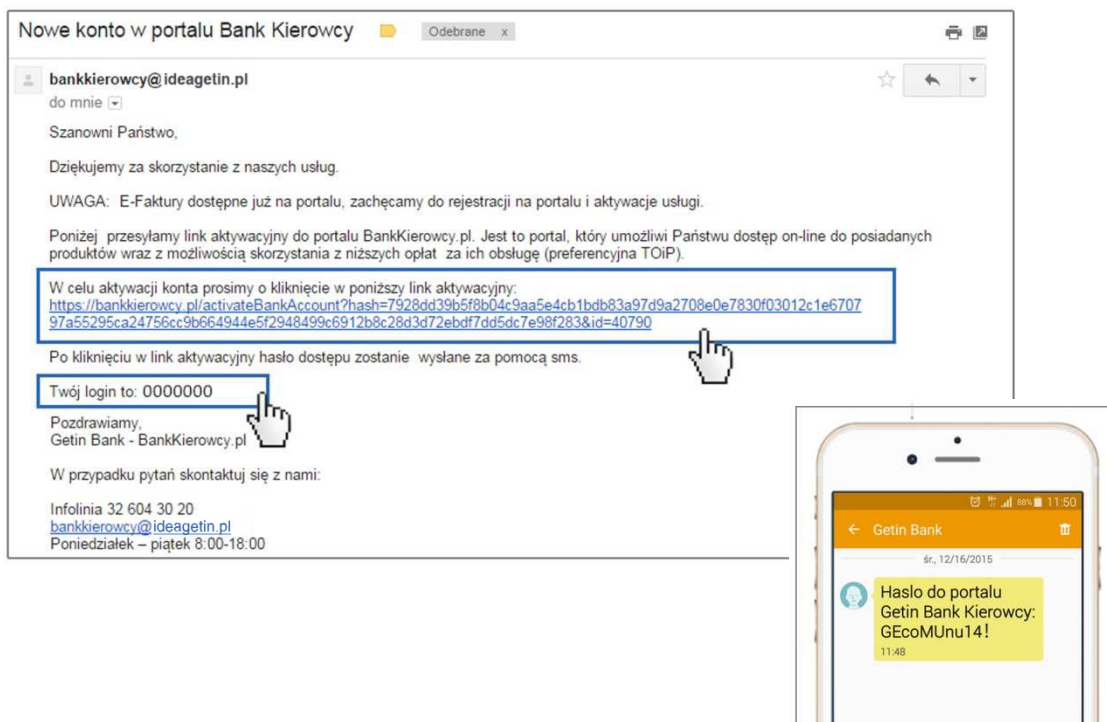 Nowe konto w portalu Bank Kierowcy
Odebrane x
bankkierowcy@ideagetin.pl
do mnie
Szanowni Państwo,
Dziękujemy za skorzystanie z naszych usług.
UWAGA: E-Faktury dostępne już na portalu, zachęcamy do rejestracji na portalu i aktywacje usługi.
Poniżej przesyłamy link aktywacyjny do portalu BankKierowcy.pl. Jest to portal, który umożliwi Państwu dostęp on-line do posiadanych
produktów wraz z możliwością skorzystania z niższych opłat za ich obsługę (preferencyjna TOiP).
W celu aktywacji konta prosimy o kliknięcie w poniższy link aktywacyjny:
https://bankkierowcy.pl/activateBankAccount?hash=7928dd39b5f8b04c9aa5e4cb1bdb83a97d9a2708e0e7830f03012c1e6707
97a55295ca24756cc9b664944e5f2948499c6912b8c28d3d72ebdf7dd5dc7e98f283&id=40790
Po kliknięciu w link aktywacyjny hasło dostępu zostanie wysłane za pomocą sms.
Twój login to: 0000000
Pozdrawiamy,
Getin Bank - BankKierowcy.pl
W przypadku pytań skontaktuj się z nami:
Infolinia 32 604 30 20
bankkierowcy@ideagetin.pl
Poniedziałek – piątek 8:00-18:00
88% 11:50
Getin Bank
śr., 12/16/2015
Haslo do portalu
Getin Bank Kierowcy:
GEcoMUnu14!
11:48